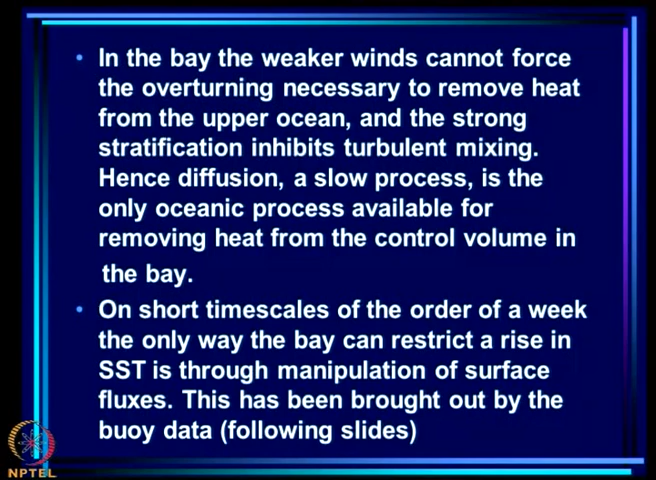 • In the bay the weaker winds cannot force
the overturning necessary to remove heat
from the upper ocean, and the strong
stratification inhibits turbulent mixing.
Hence diffusion, a slow process, is the
only oceanic process available for
removing heat from the control volume in
the bay.
• On short timescales of the order of a week
the only way the bay can restrict a rise in
SST is through manipulation of surface
fluxes. This has been brought out by the
buoy data (following slides)
NPTEL